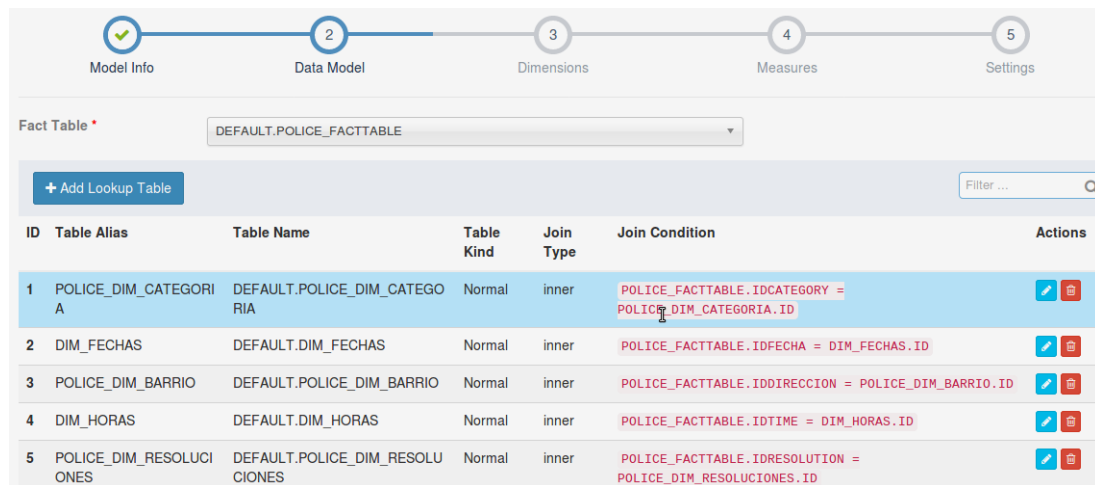 2 3 4 5
Model Info Data Model Dimensions Measures Settings
Fact Table * DEFAULT.POLICE_FACTTABLE
+ Add Lookup Table Filter ...
ID Table Alias Table Name Table Join Join Condition Actions
Kind Type
1 POLICE_DIM_CATEGORI DEFAULT.POLICE_DIM_CATEGO Normal inner POLICE_FACTTABLE.IDCATEGORY =
A RIA POLICE_DIM_CATEGORIA.ID
2 DIM_FECHAS DEFAULT.DIM_FECHAS Normal inner POLICE_FACTTABLE.IDFECHA = DIM_FECHAS.ID
3 POLICE_DIM_BARRIO DEFAULT.POLICE_DIM_BARRIO Normal inner POLICE_FACTTABLE.IDDIRECCION = POLICE_DIM_BARRIO.ID
4 DIM_HORAS DEFAULT.DIM_HORAS Normal inner POLICE_FACTTABLE.IDTIME = DIM_HORAS.ID
5 POLICE_DIM_RESOLUCI DEFAULT.POLICE_DIM_RESOLU Normal inner POLICE_FACTTABLE.IDRESOLUTION =
ONES CIONES POLICE_DIM_RESOLUCIONES.ID